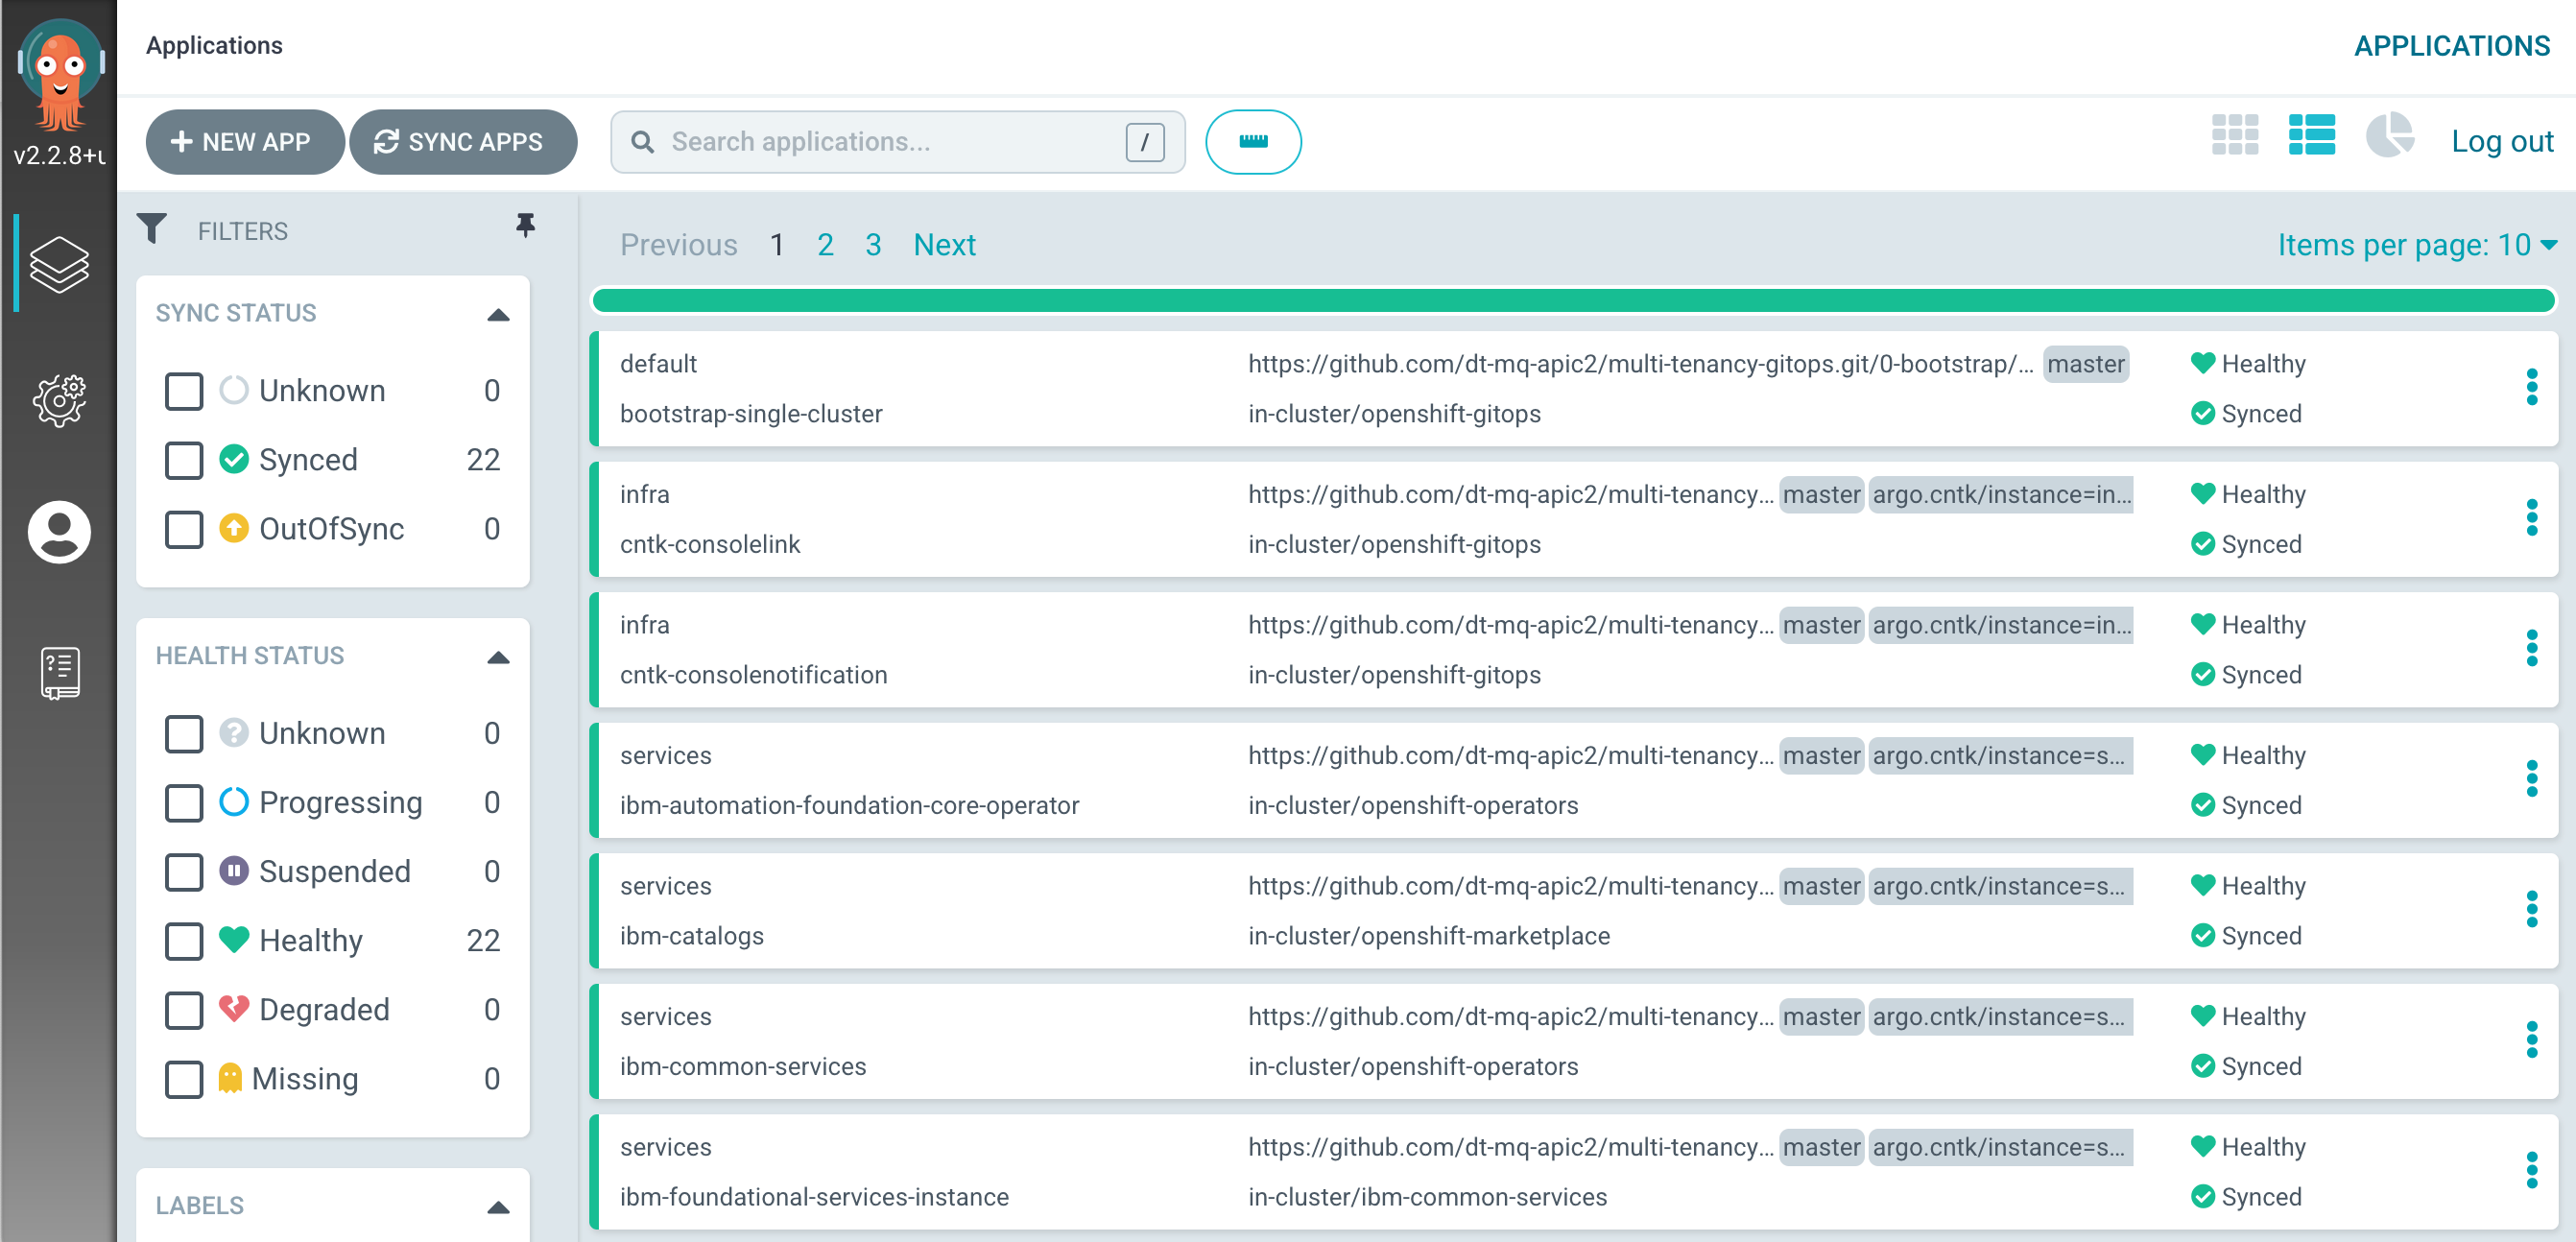 Applications
APPLICATIONS
v2.2.8+
NEW APP
SYNC APPS
Search applications...
/
Log out
FILTERS
SYNC STATUS
Unknown 0
Synced 22
OutOfSync 0
HEALTH STATUS
Unknown 0
Progressing 0
Suspended 0
Healthy 22
Degraded 0
Missing 0
LABELS
Previous 1 2 3 Next
Items per page: 10
default https://github.com/dt-mq-apic2/multi-tenancy-gitops.git/0-bootstrap/... master Healthy
bootstrap-single-cluster in-cluster/openshift-gitops Synced
infra https://github.com/dt-mq-apic2/multi-tenancy... master argo.cntk/instance=in... Healthy
cntk-consolelink in-cluster/openshift-gitops Synced
infra https://github.com/dt-mq-apic2/multi-tenancy... master argo.cntk/instance=in... Healthy
cntk-consolenotification in-cluster/openshift-gitops Synced
services https://github.com/dt-mq-apic2/multi-tenancy... master argo.cntk/instance=s... Healthy
ibm-automation-foundation-core-operator in-cluster/openshift-operators Synced
services https://github.com/dt-mq-apic2/multi-tenancy... master argo.cntk/instance=s... Healthy
ibm-catalogs in-cluster/openshift-marketplace Synced
services https://github.com/dt-mq-apic2/multi-tenancy... master argo.cntk/instance=s... Healthy
ibm-common-services in-cluster/openshift-operators Synced
services https://github.com/dt-mq-apic2/multi-tenancy... master argo.cntk/instance=s... Healthy
ibm-foundational-services-instance in-cluster/ibm-common-services Synced